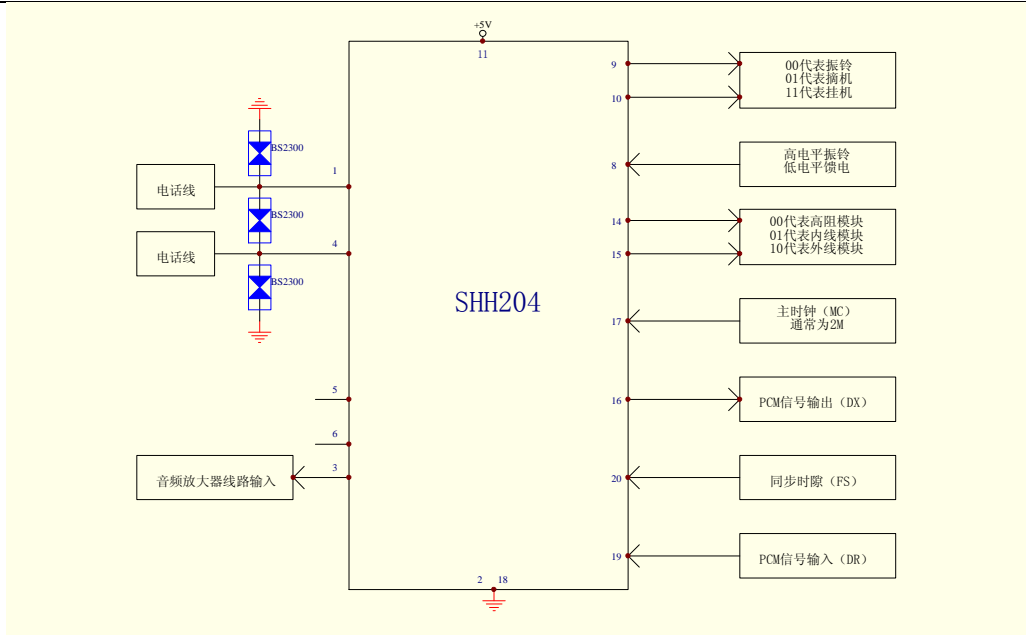 +5V
11
9
00代表振铃
01代表摘机
11代表挂机
10
BS2300
8
高电平振铃
低电平馈电
1
电话线
BS2300
14
00代表高阻模块
01代表内线模块
10代表外线模块
4
电话线
15
BS2300
SHH204
17
主时钟（MC）
通常为2M
5
16
PCM信号输出（DX）
6
3
音频放大器线路输入
20
同步时隙（FS）
19
PCM信号输入（DR）
2 18